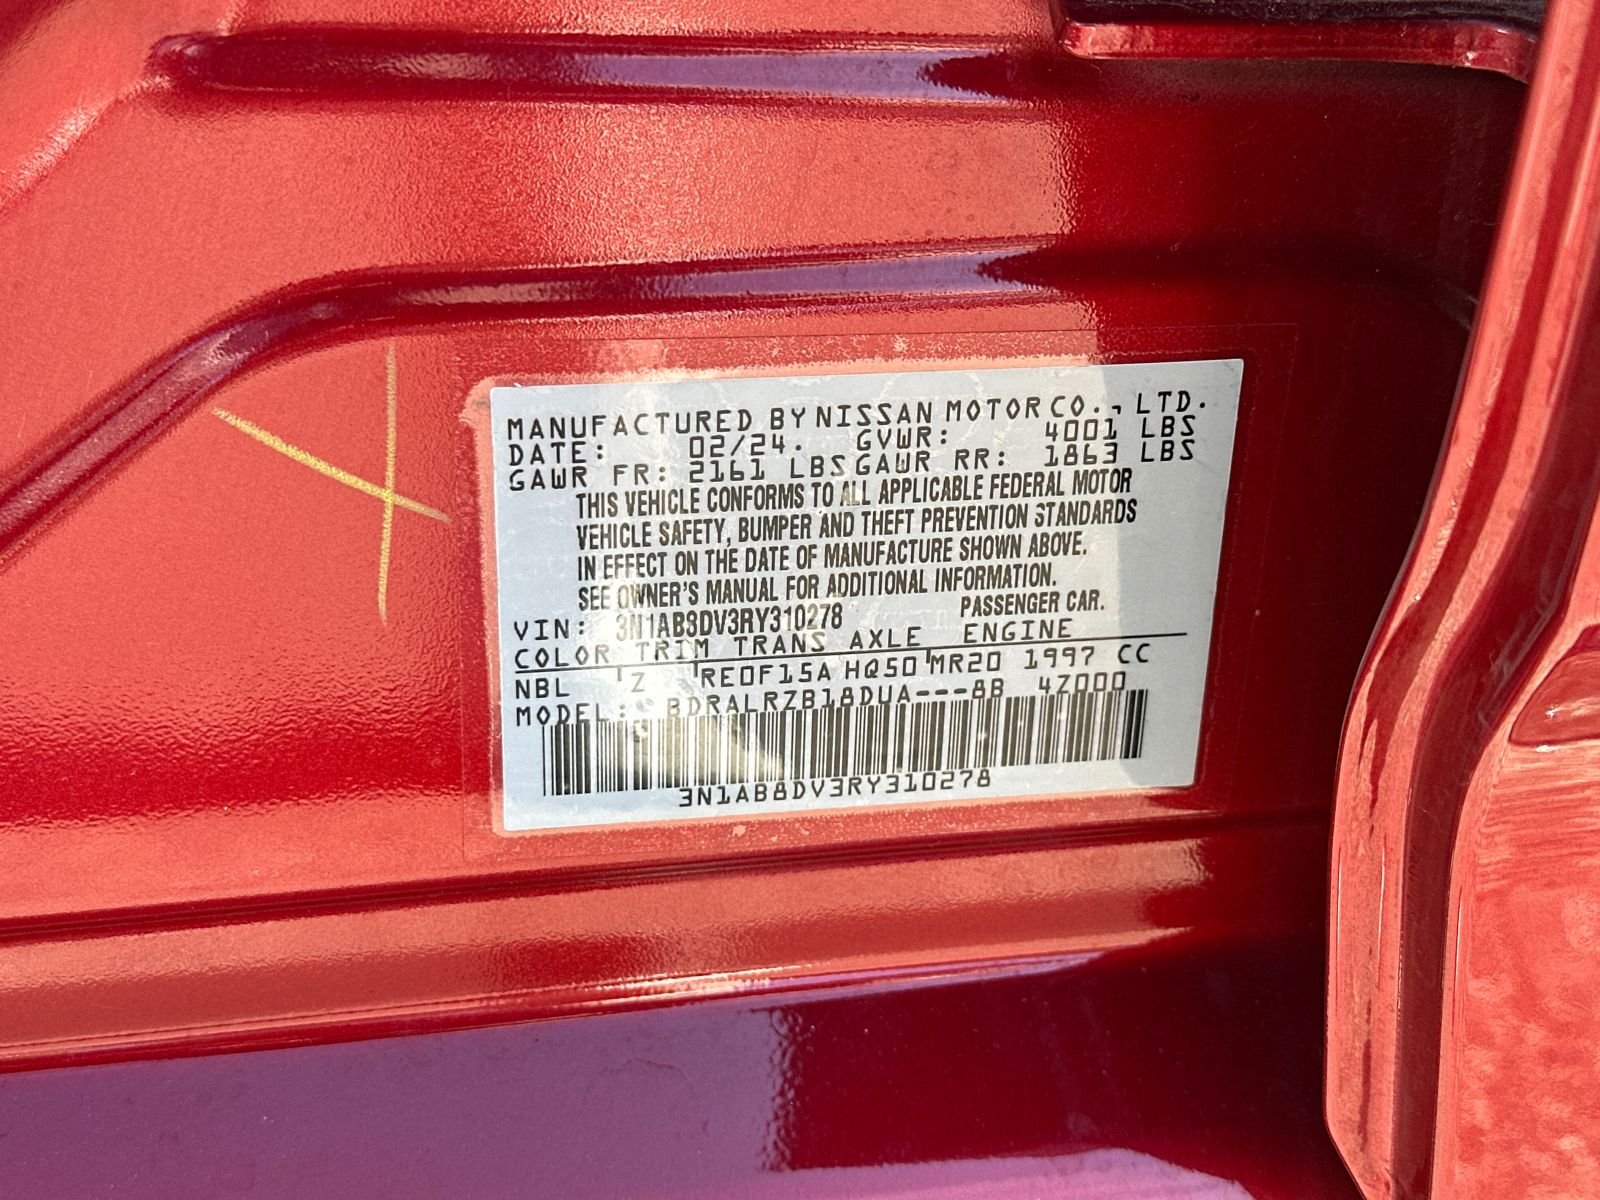 MANUFACTURED BY NISSAN MOTOR CO., LTD.
DATE: 02/24. GVWR: 4001 LBS
GAWR FR: 2161 LBS GAWR RR: 1863 LBS
THIS VEHICLE CONFORMS TO ALL APPLICABLE FEDERAL MOTOR
VEHICLE SAFETY, BUMPER AND THEFT PREVENTION STANDARDS
IN EFFECT ON THE DATE OF MANUFACTURE SHOWN ABOVE.
SEE OWNER'S MANUAL FOR ADDITIONAL INFORMATION.
VIN: 3N1AB8DV3RY310278 PASSENGER CAR.
COLOR TRIM TRANS AXLE ENGINE
NBL Z RE0F15A HQ50 MR20 1997 CC
MODEL: BDRALRZB18DUA---8B 4Z000
3N1AB8DV3RY310278